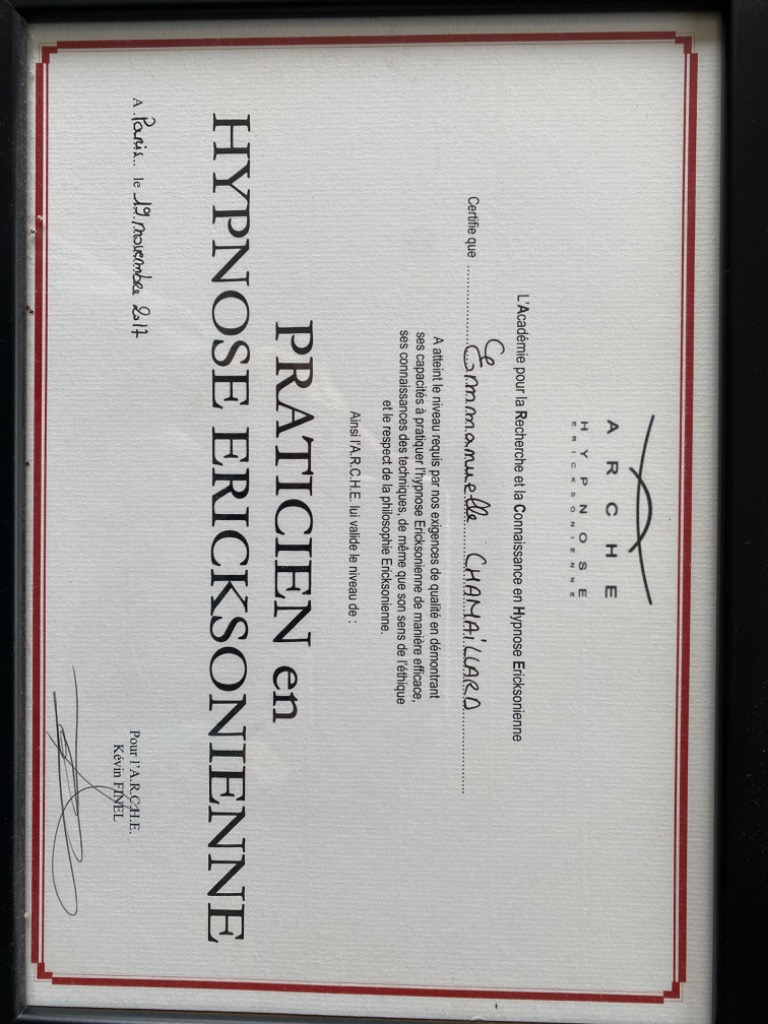 ARCHE
HYPNOSE
ERICKSONIENNE
L'Académie pour la Recherche et la Connaissance en Hypnose Ericksonienne
Certifie que ........Emmanuelle CHAMAILLARD........
A atteint le niveau requis par nos exigences de qualité en démontrant
ses capacités à pratiquer l'hypnose Ericksonienne de manière efficace,
ses connaissances des techniques, de même que son sens de l'éthique
et le respect de la philosophie Ericksonienne.
Ainsi l'A.R.C.H.E. lui valide le niveau de :
PRATICIEN en
HYPNOSE ERICKSONIENNE
A Paris.. le 19 novembre 2017
Pour l'A.R.C.H.E.
Kévin FINEL